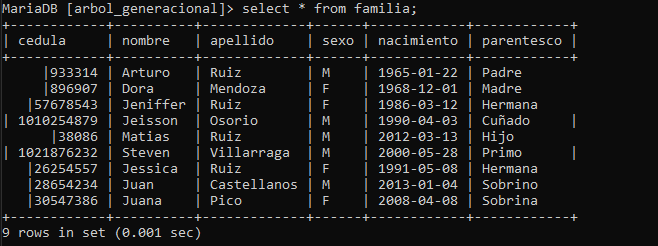 MariaDB [arbol_generacional]> select * from familia;
+------------+----------+-------------+------+------------+------------+
| cedula     | nombre   | apellido    | sexo | nacimiento | parentesco |
+------------+----------+-------------+------+------------+------------+
     |933314 | Arturo   | Ruiz        | M    | 1965-01-22 | Padre
     |896907 | Dora     | Mendoza     | F    | 1968-12-01 | Madre
   |57678543 | Jeniffer | Ruiz        | F    | 1986-03-12 | Hermana
| 1010254879 | Jeisson  | Osorio      | M    | 1990-04-03 | Cuñado     |
      |38086 | Matias   | Ruiz        | M    | 2012-03-13 | Hijo
| 1021876232 | Steven   | Villarraga  | M    | 2000-05-28 | Primo      |
   |26254557 | Jessica  | Ruiz        | F    | 1991-05-08 | Hermana
   |28654234 | Juan     | Castellanos | M    | 2013-01-04 | Sobrino
   |30547386 | Juana    | Pico        | F    | 2008-04-08 | Sobrina
+------------+----------+-------------+------+------------+------------+
9 rows in set (0.001 sec)